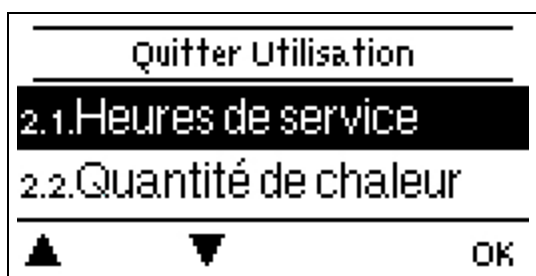 Quitter Utilisation
2.1.Heures de service
2.2.Quantité de chaleur
▲ ▼ OK